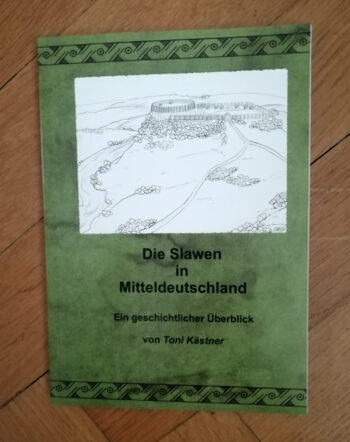 Die Slawen
in
Mitteldeutschland
Ein geschichtlicher Überblick
von Toni Kästner